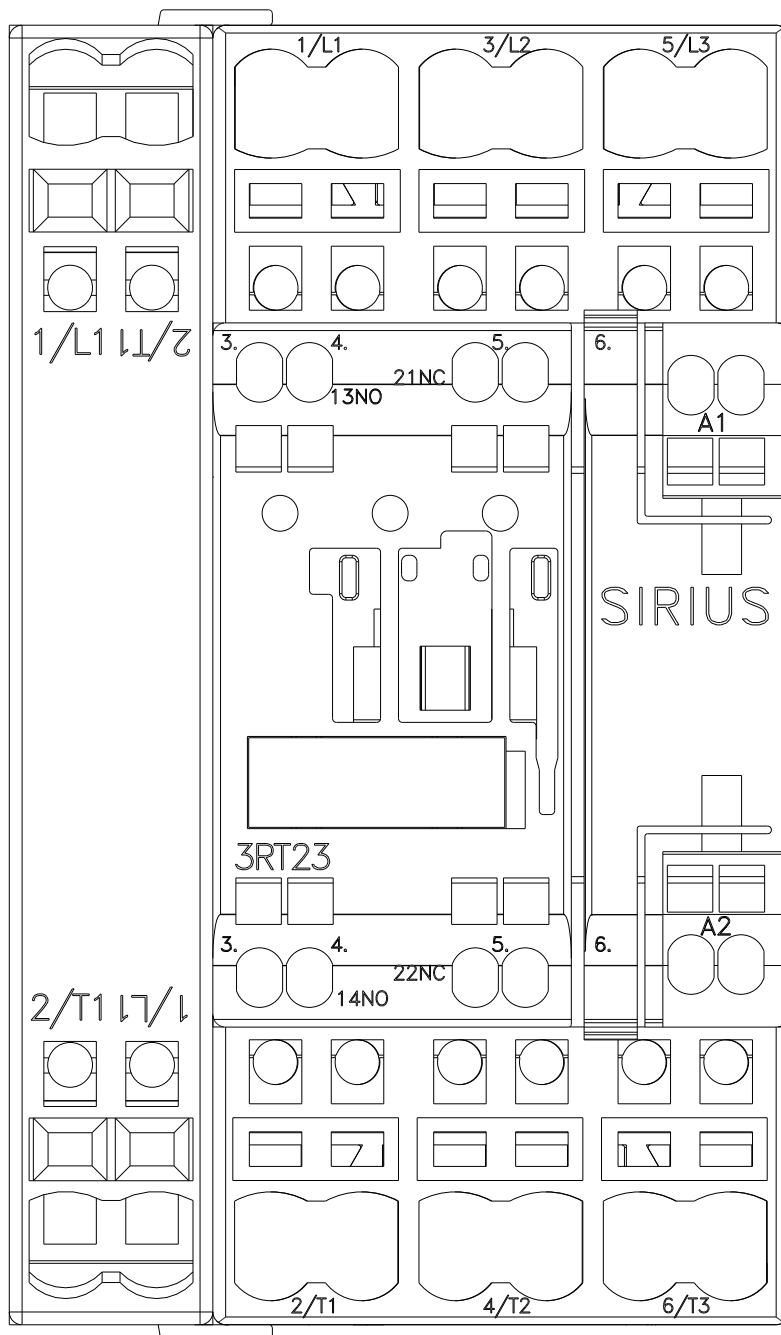 1/L1 3/L2 5/L3
1/L1 2/T1
3. 4. 5. 6.
21NC
13NO
A1
SIRIUS
3RT23
A2
3. 4. 5. 6.
22NC
14NO
2/T1 1/L1
2/T1 4/T2 6/T3